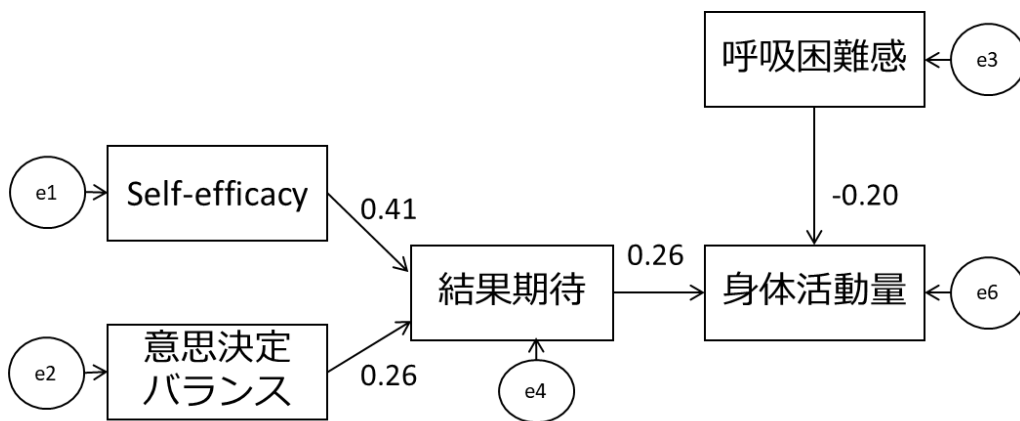 呼吸困難感
e3
e1
Self-efficacy
0.41
-0.20
0.26
結果期待
身体活動量
e6
意思決定
バランス
e2
0.26
e4